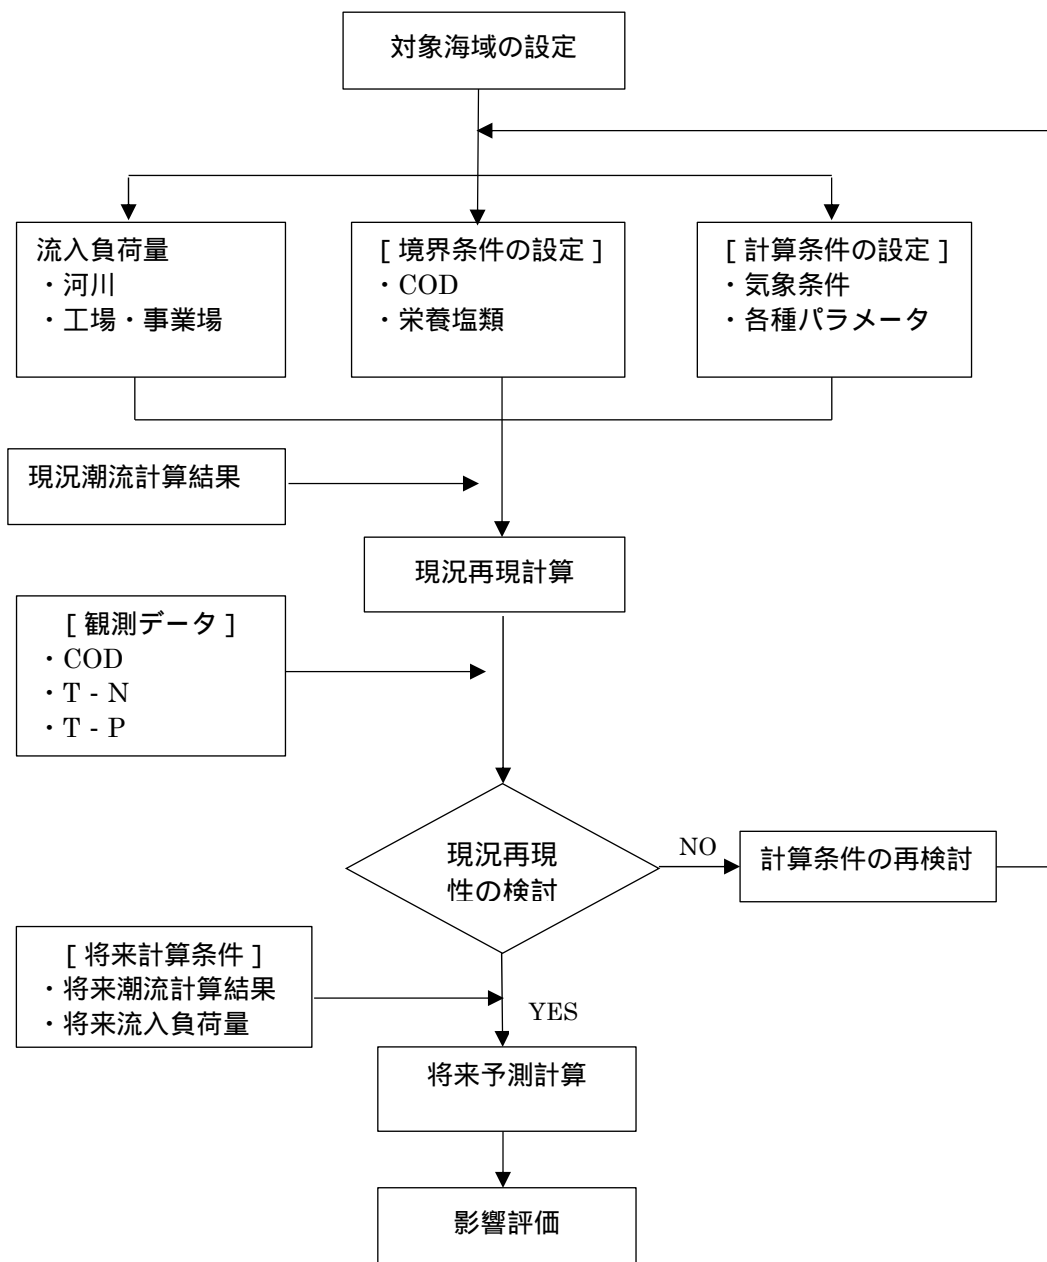 対象海域の設定
流入負荷量
・河川
・工場・事業場
[ 境界条件の設定 ]
・COD
・栄養塩類
[ 計算条件の設定 ]
・気象条件
・各種パラメータ
現況潮流計算結果
現況再現計算
[ 観測データ ]
・COD
・T - N
・T - P
現況再現
性の検討
NO
計算条件の再検討
[ 将来計算条件 ]
・将来潮流計算結果
・将来流入負荷量
YES
将来予測計算
影響評価